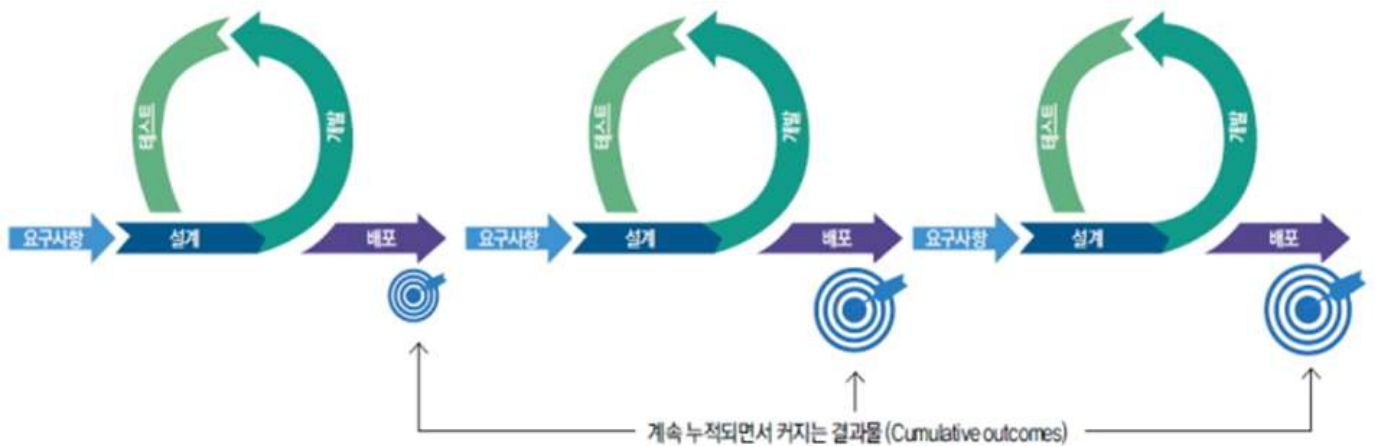 테스트
개발
요구사항
설계
배포
테스트
개발
요구사항
설계
배포
테스트
개발
요구사항
설계
배포
계속 누적되면서 커지는 결과물 (Cumulative outcomes)